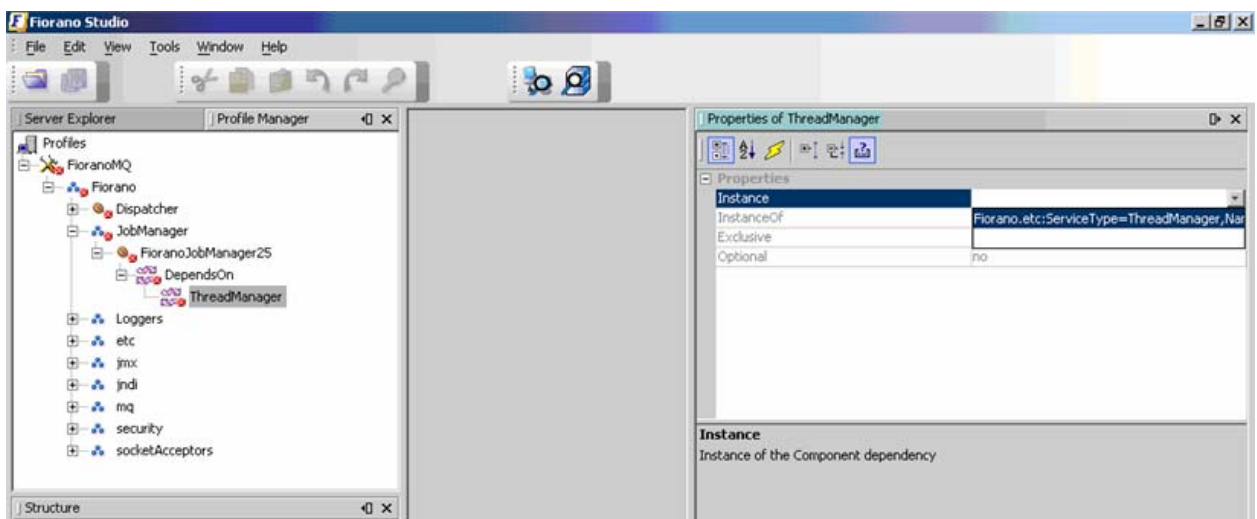 Fiorano Studio
File Edit View Tools Window Help
Server Explorer
Profile Manager
Profiles
FioranoMQ
Fiorano
Dispatcher
JobManager
FioranoJobManager25
DependsOn
ThreadManager
Loggers
etc
jmx
jndi
mq
security
socketAcceptors
Structure
Properties of ThreadManager
Properties
Instance
InstanceOf Fiorano.etc:ServiceType=ThreadManager,Nar
Exclusive
Optional no
Instance
Instance of the Component dependency